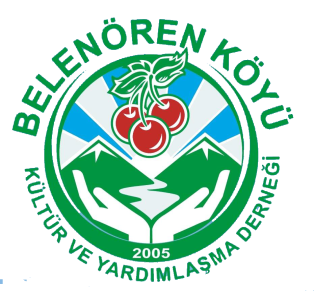 BELENÖREN KÖYÜ
KÜLTÜR VE YARDIMLAŞMA DERNEĞİ
2005